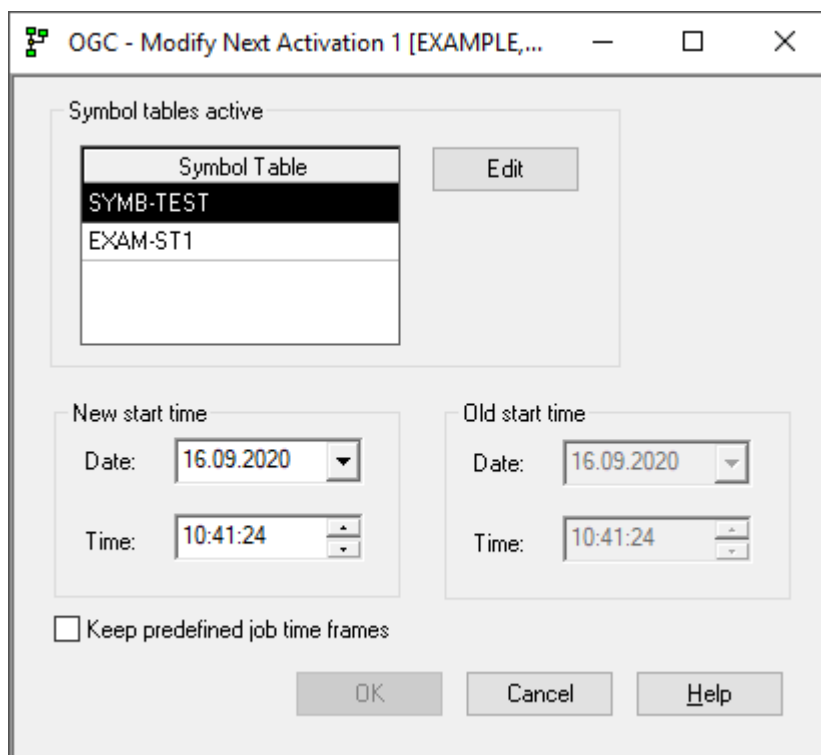 OGC - Modify Next Activation 1 [EXAMPLE,...
Symbol tables active
Symbol Table
Edit
SYMB-TEST
EXAM-ST1
New start time
Old start time
Date: 16.09.2020
Date: 16.09.2020
Time: 10:41:24
Time: 10:41:24
Keep predefined job time frames
OK
Cancel
Help